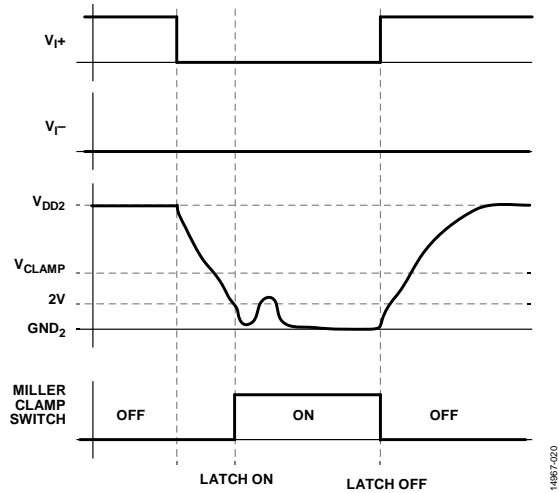 VI+
VI−
VDD2
VCLAMP
2V
GND2
MILLER
CLAMP
SWITCH
OFF
ON
OFF
LATCH ON
LATCH OFF
14967-020